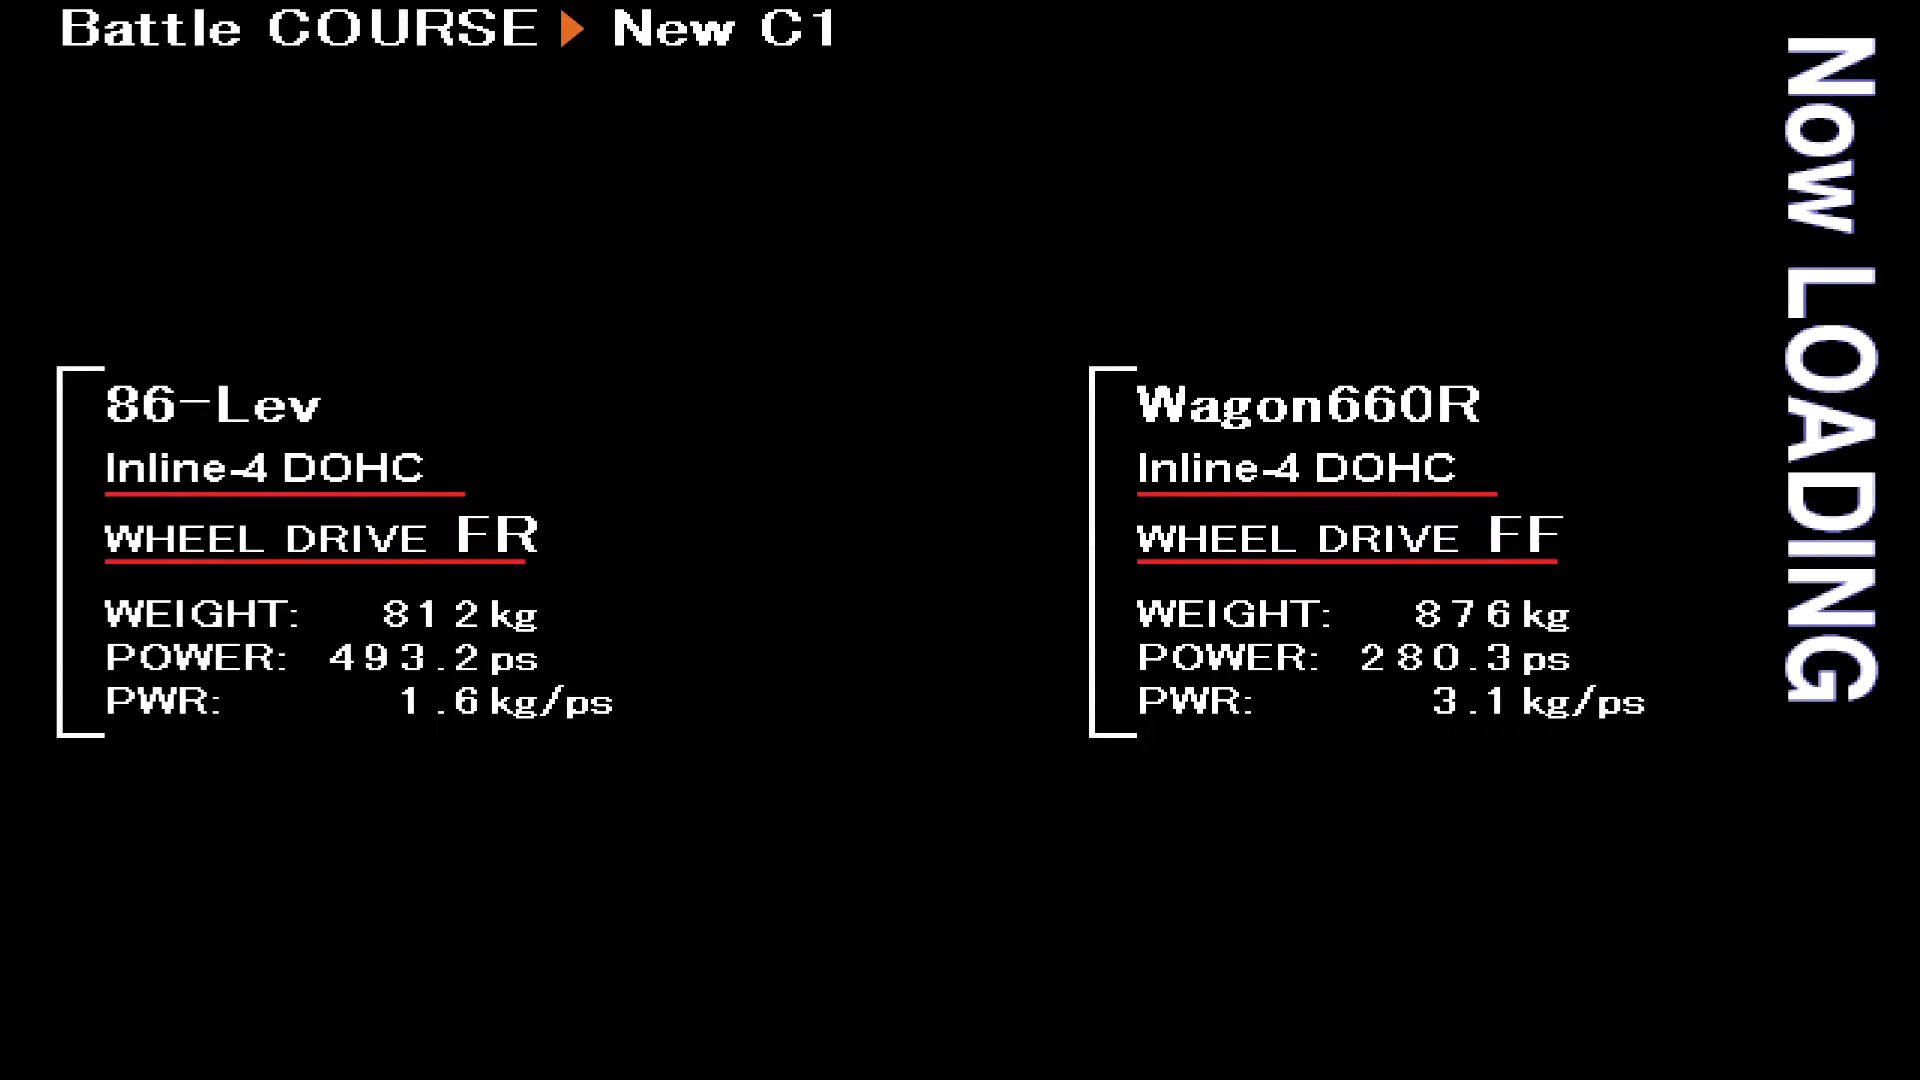 Battle COURSE ▶ New C1
Now LOADING
86-Lev
Inline-4 DOHC
WHEEL DRIVE FR
WEIGHT: 812kg
POWER: 493.2ps
PWR: 1.6kg/ps
Wagon660R
Inline-4 DOHC
WHEEL DRIVE FF
WEIGHT: 876kg
POWER: 280.3ps
PWR: 3.1kg/ps